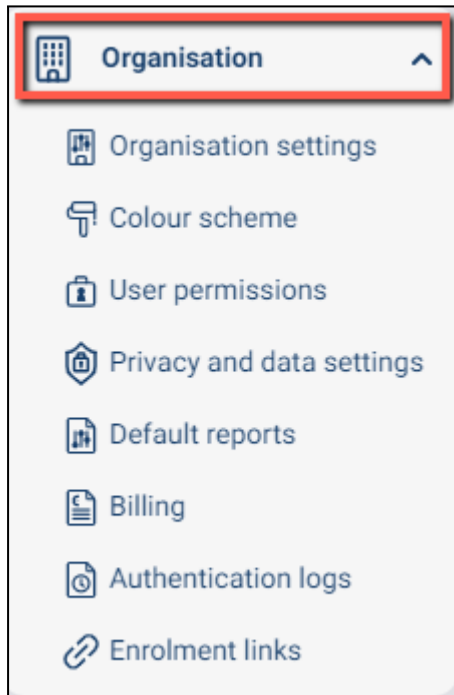 Organisation
Organisation settings
Colour scheme
User permissions
Privacy and data settings
Default reports
Billing
Authentication logs
Enrolment links